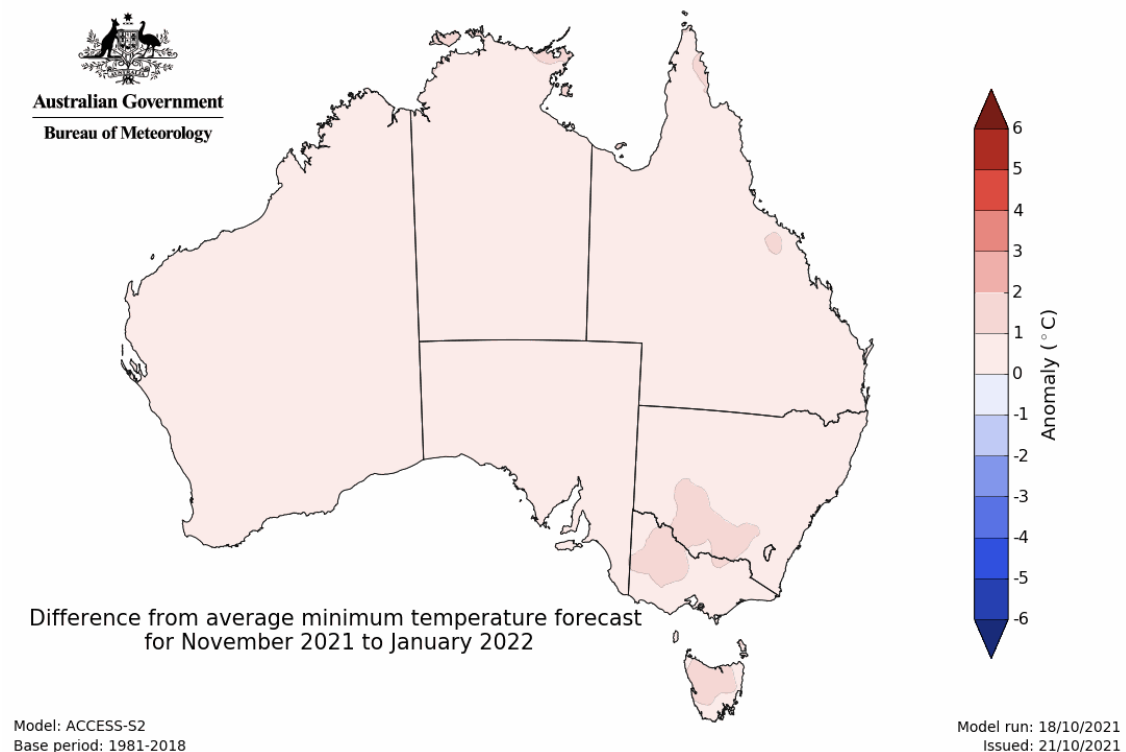 Australian Government
Bureau of Meteorology
6
5
4
3
2
1
0
-1
-2
-3
-4
-5
-6
Anomaly (°C)
Difference from average minimum temperature forecast
for November 2021 to January 2022
Model: ACCESS-S2
Base period: 1981-2018
Model run: 18/10/2021
Issued: 21/10/2021